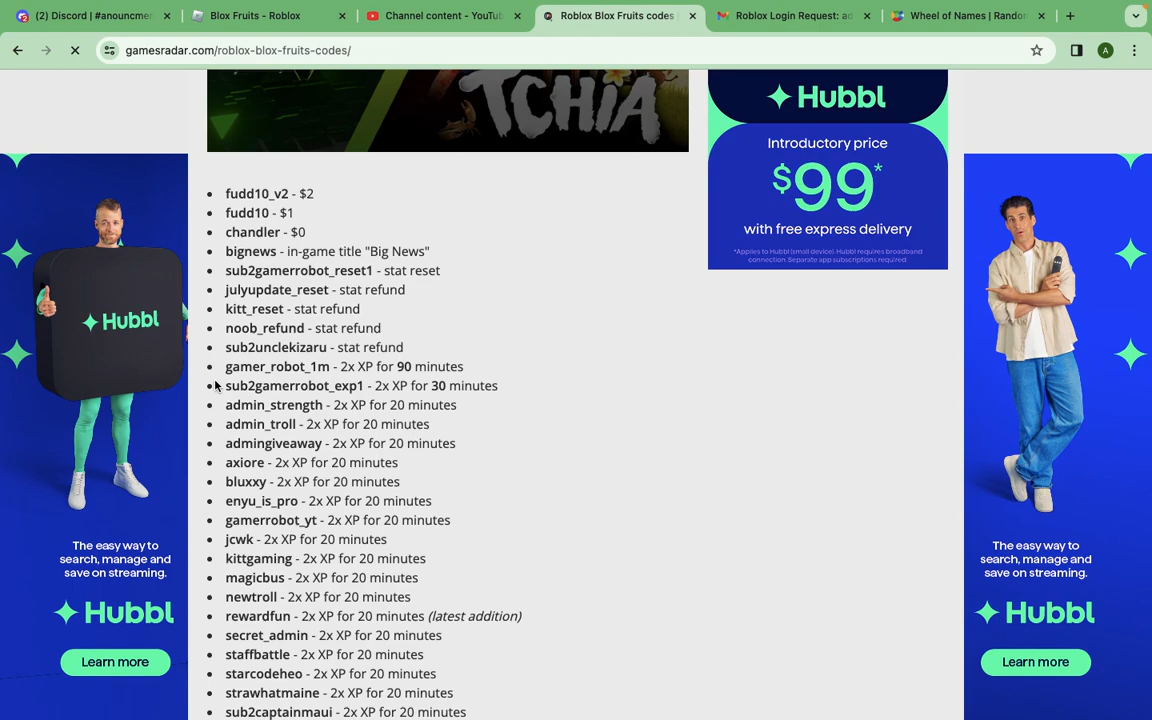 (2) Discord | #anouncmen
Blox Fruits - Roblox
Channel content - YouTub
Roblox Blox Fruits codes
Roblox Login Request: ad
Wheel of Names | Random
gamesradar.com/roblox-blox-fruits-codes/
A
TCHIA
fudd10_v2 - $2
fudd10 - $1
chandler - $0
bignews - in-game title "Big News"
sub2gamerrobot_reset1 - stat reset
julyupdate_reset - stat refund
kitt_reset - stat refund
noob_refund - stat refund
sub2unclekizaru - stat refund
gamer_robot_1m - 2x XP for 90 minutes
sub2gamerrobot_exp1 - 2x XP for 30 minutes
admin_strength - 2x XP for 20 minutes
admin_troll - 2x XP for 20 minutes
admingiveaway - 2x XP for 20 minutes
axiore - 2x XP for 20 minutes
bluxxy - 2x XP for 20 minutes
enyu_is_pro - 2x XP for 20 minutes
gamerrobot_yt - 2x XP for 20 minutes
jcwk - 2x XP for 20 minutes
kittgaming - 2x XP for 20 minutes
magicbus - 2x XP for 20 minutes
newtroll - 2x XP for 20 minutes
rewardfun - 2x XP for 20 minutes (latest addition)
secret_admin - 2x XP for 20 minutes
staffbattle - 2x XP for 20 minutes
starcodeheo - 2x XP for 20 minutes
strawhatmaine - 2x XP for 20 minutes
sub2captainmaui - 2x XP for 20 minutes
Hubbl
Introductory price
$99*
with free express delivery
*Applies to Hubbl (small device). Hubbl requires broadband
connection. Separate app subscriptions required.
Hubbl
The easy way to
search, manage and
save on streaming.
Hubbl
Learn more
The easy way to
search, manage and
save on streaming.
Hubbl
Learn more